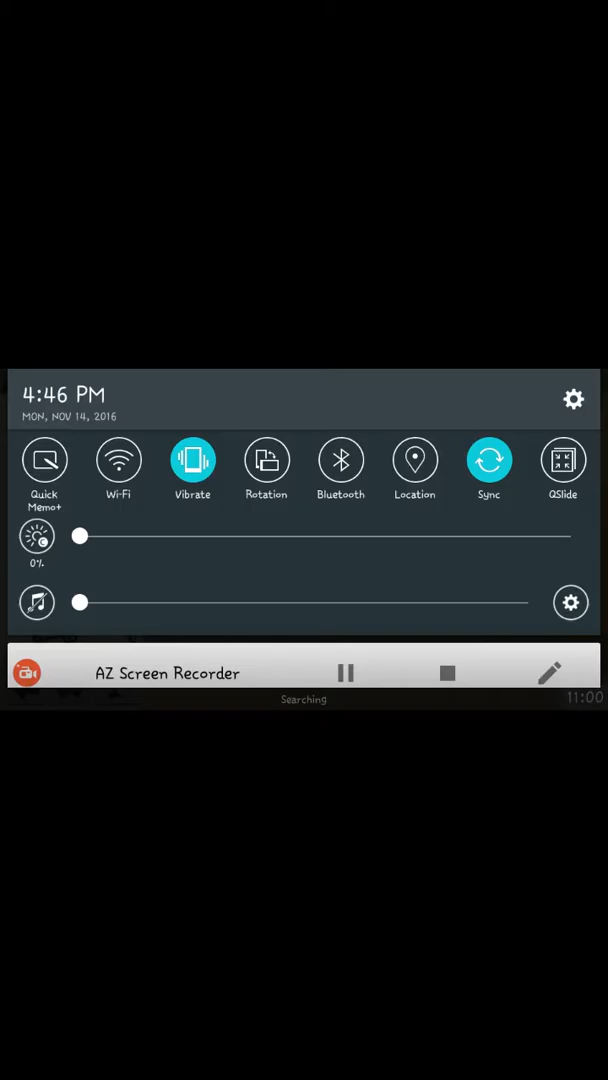 4:46 PM
MON, NOV 14, 2016
Quick Memo+
Wi-Fi
Vibrate
Rotation
Bluetooth
Location
Sync
QSlide
0%
AZ Screen Recorder
Searching
11:00